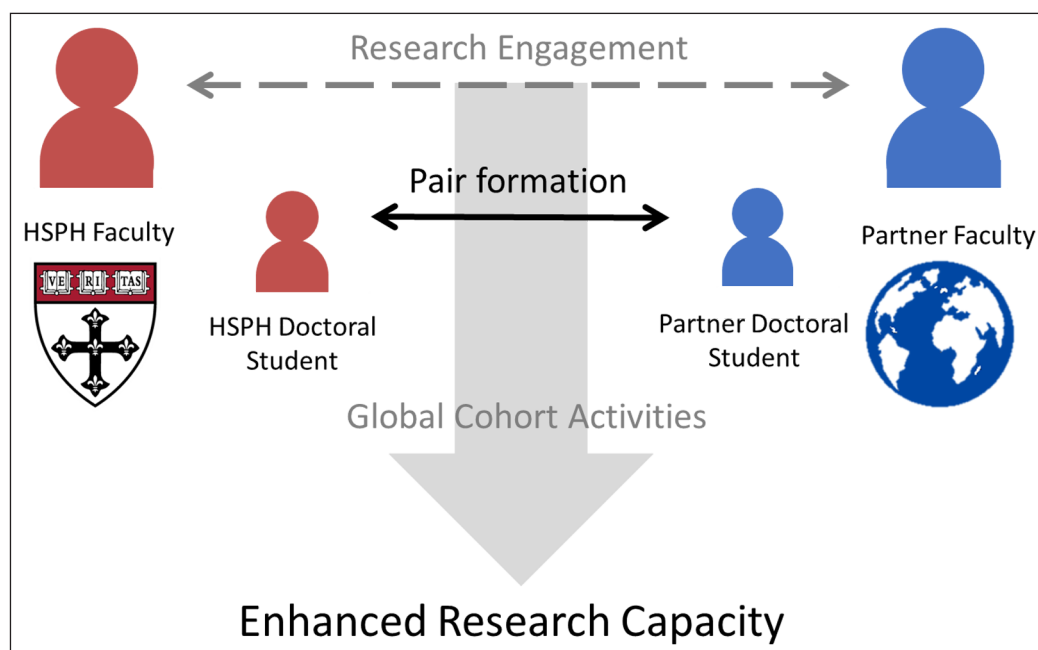 Research Engagement
Pair formation
HSPH Faculty
Partner Faculty
VE RI TAS
HSPH Doctoral
Student
Partner Doctoral
Student
Global Cohort Activities
Enhanced Research Capacity